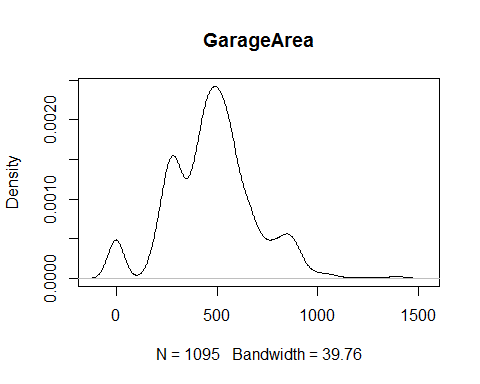 GarageArea
Density
0.0020
0.0010
0.0000
0 500 1000 1500
N = 1095 Bandwidth = 39.76